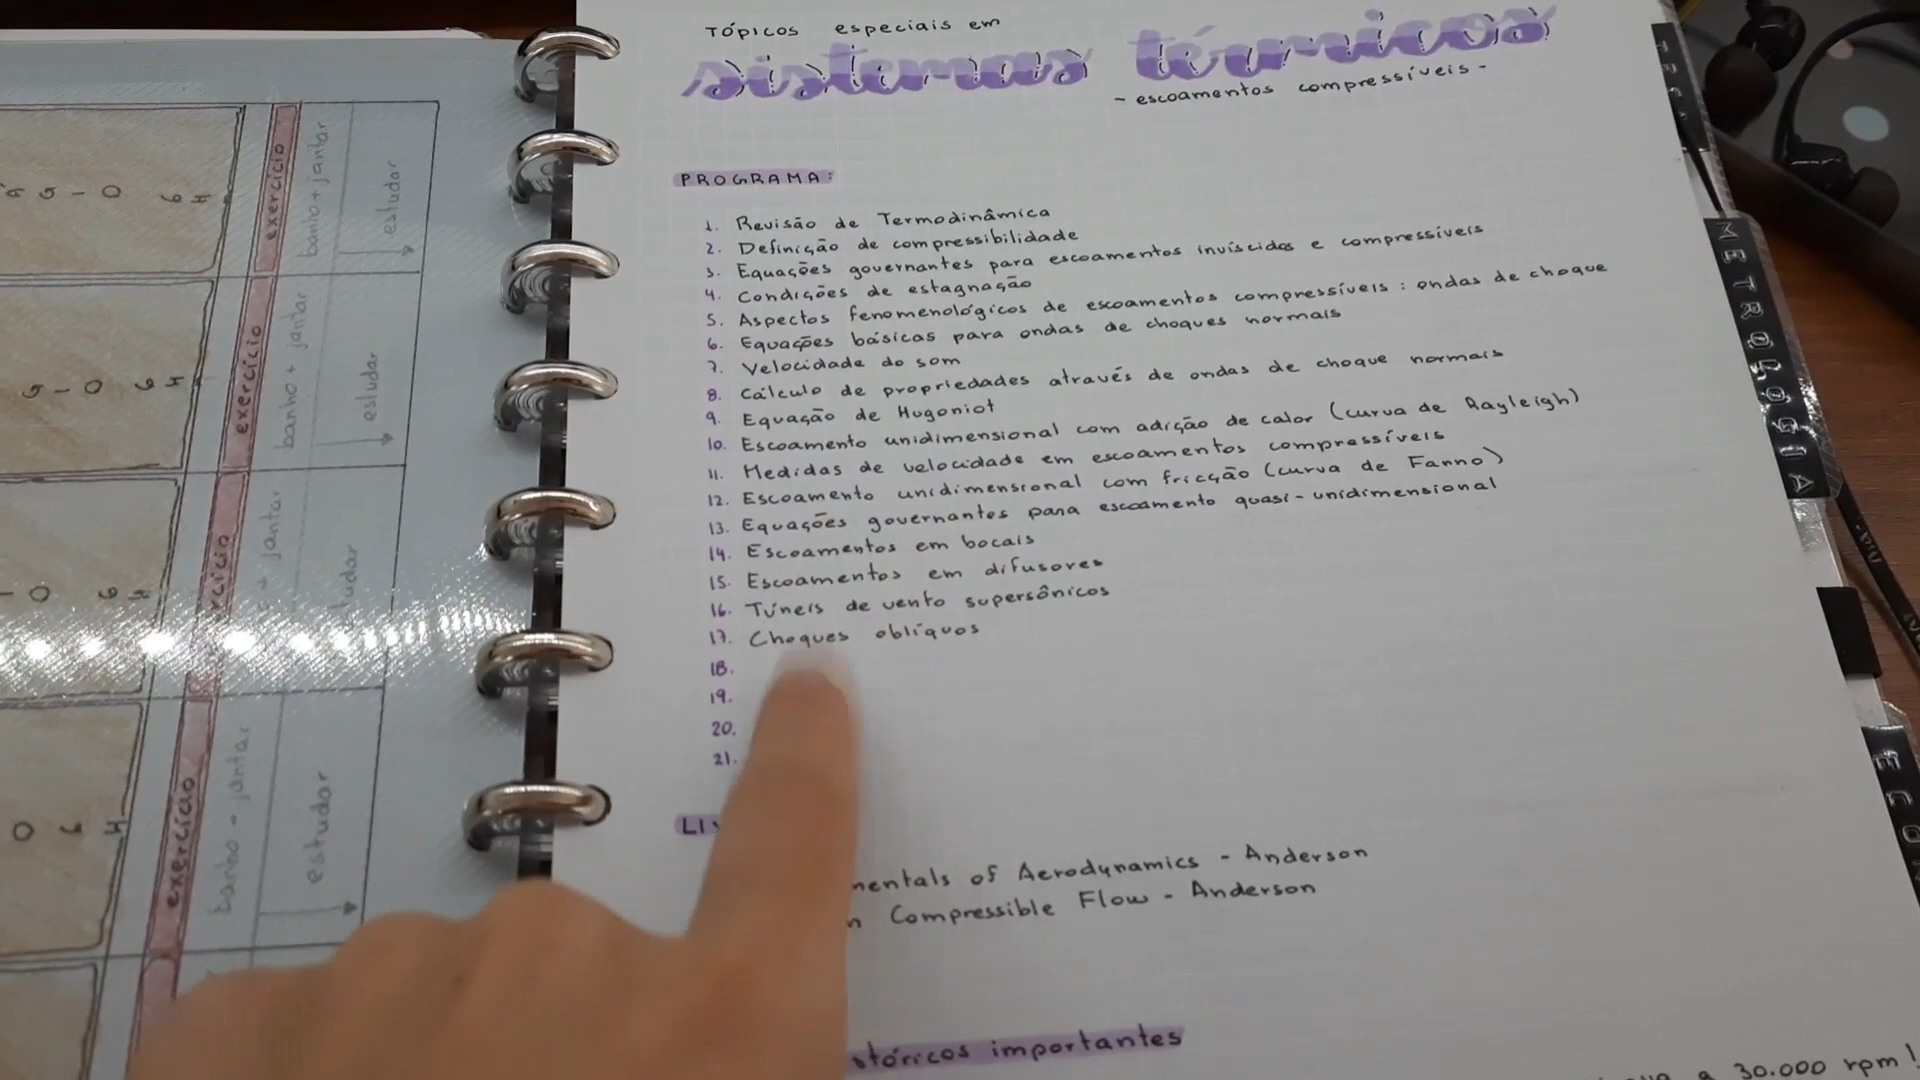 TÓPICOS especiais em
sistemas térmicos
- escoamentos compressíveis -
PROGRAMA:
1. Revisão de Termodinâmica
2. Definição de compressibilidade
3. Equações governantes para escoamentos invíscidos e compressíveis
4. Condições de estagnação
5. Aspectos fenomenológicos de escoamentos compressíveis : ondas de choque
6. Equações básicas para ondas de choques normais
7. Velocidade do som
8. Cálculo de propriedades através de ondas de choque normais
9. Equação de Hugoniot
10. Escoamento unidimensional com adição de calor (curva de Rayleigh)
11. Medidas de velocidade em escoamentos compressíveis
12. Escoamento unidimensional com fricção (curva de Fanno)
13. Equações governantes para escoamento quasi-unidimensional
14. Escoamentos em bocais
15. Escoamentos em difusores
16. Túneis de vento supersônicos
17. Choques oblíquos
18.
19.
20.
21.
LI
mentals of Aerodynamics - Anderson
n Compressible Flow - Anderson
stóricos importantes
a 30.000 rpm!
exercício
banho + jantar
estudar
exercício
banho + jantar
estudar
rcício
+ jantar
tudar
exercício
banho - jantar
estudar
METROLOGIA
ECON